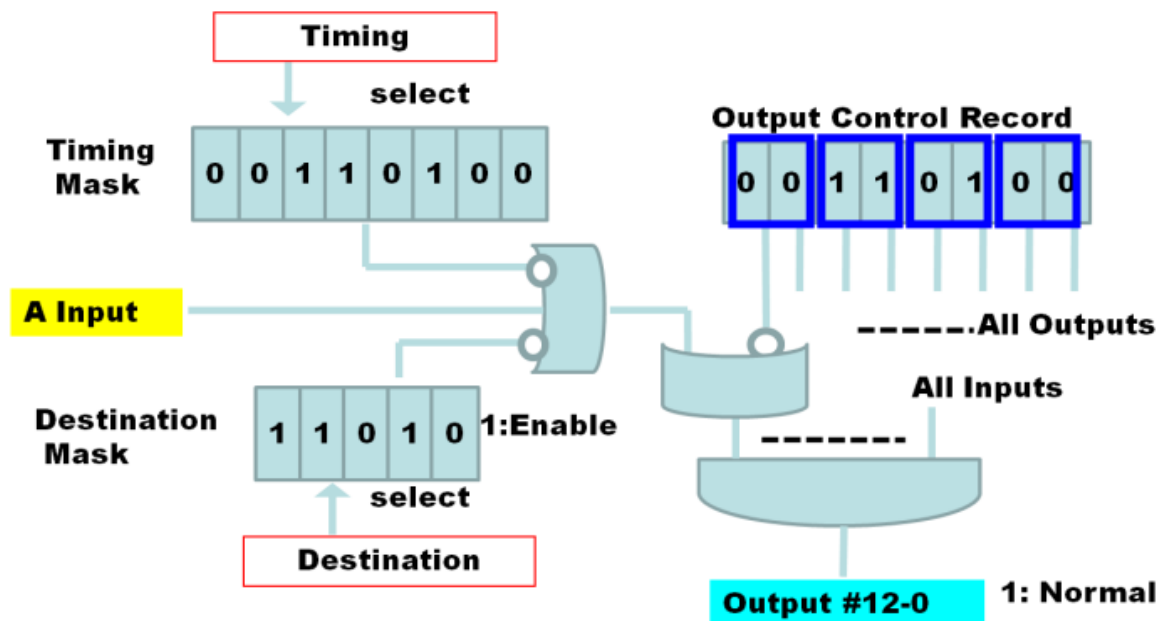 Timing
select
Timing
Mask
0 0 1 1 0 1 0 0
Output Control Record
0 0 1 1 0 1 0 0
A Input
All Outputs
All Inputs
Destination
Mask
1 1 0 1 0
1:Enable
select
Destination
Output #12-0
1: Normal